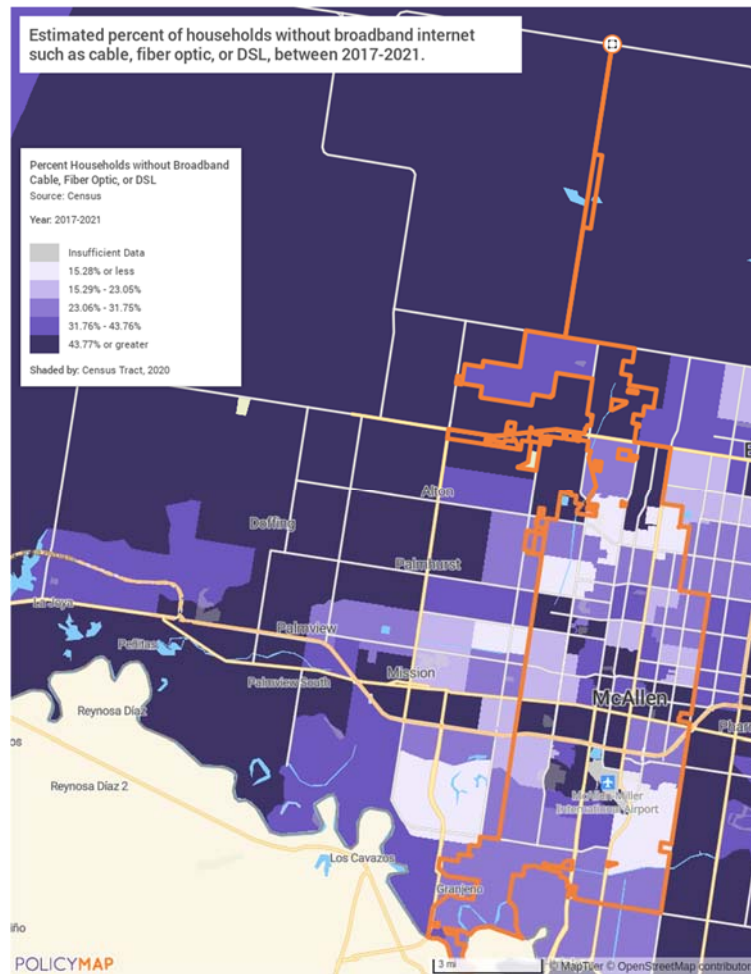 Estimated percent of households without broadband internet
such as cable, fiber optic, or DSL, between 2017-2021.
Percent Households without Broadband
Cable, Fiber Optic, or DSL
Source: Census
Year: 2017-2021
Insufficient Data
15.28% or less
15.29% - 23.05%
23.06% - 31.75%
31.76% - 43.76%
43.77% or greater
Shaded by: Census Tract, 2020
E
Alton
Doffing
Palmhurst
La Joya
Palmview
Peñitas
Mission
Palmview South
McAllen
Reynosa Díaz
Pharr
os
Reynosa Díaz 2
McAllen Miller
International Airport
Los Cavazos
Granjeno
iño
POLICYMAP
3 mi
© MapTiler © OpenStreetMap contributor